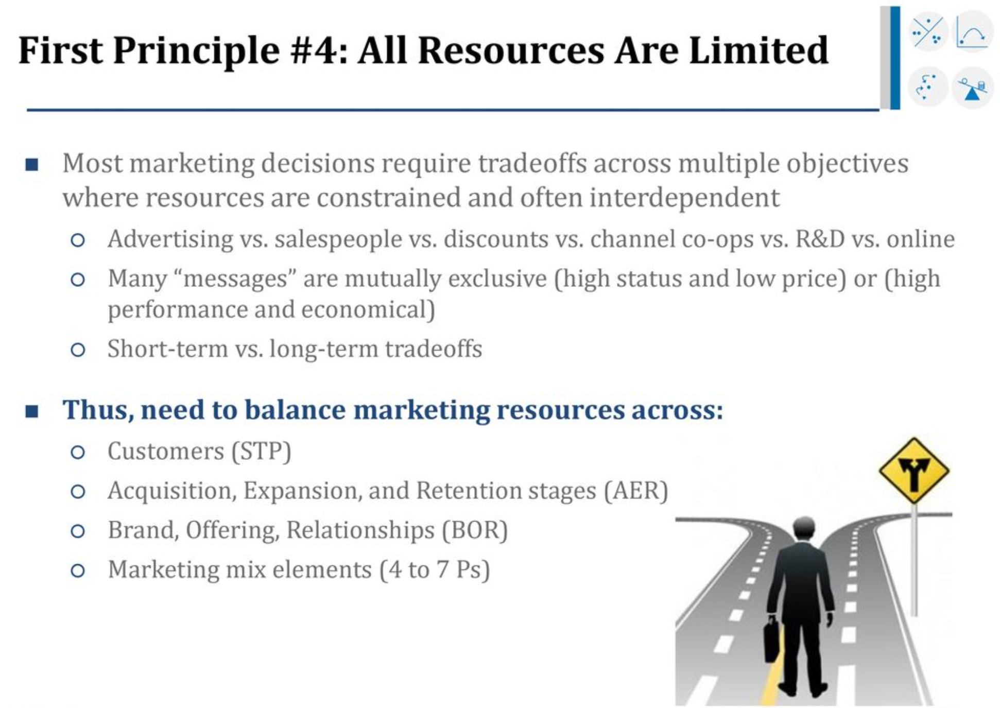 First Principle #4: All Resources Are Limited
Most marketing decisions require tradeoffs across multiple objectives
where resources are constrained and often interdependent
Advertising vs. salespeople vs. discounts vs. channel co-ops vs. R&D vs. online
Many “messages” are mutually exclusive (high status and low price) or (high
performance and economical)
Short-term vs. long-term tradeoffs
Thus, need to balance marketing resources across:
Customers (STP)
Acquisition, Expansion, and Retention stages (AER)
Brand, Offering, Relationships (BOR)
Marketing mix elements (4 to 7 Ps)